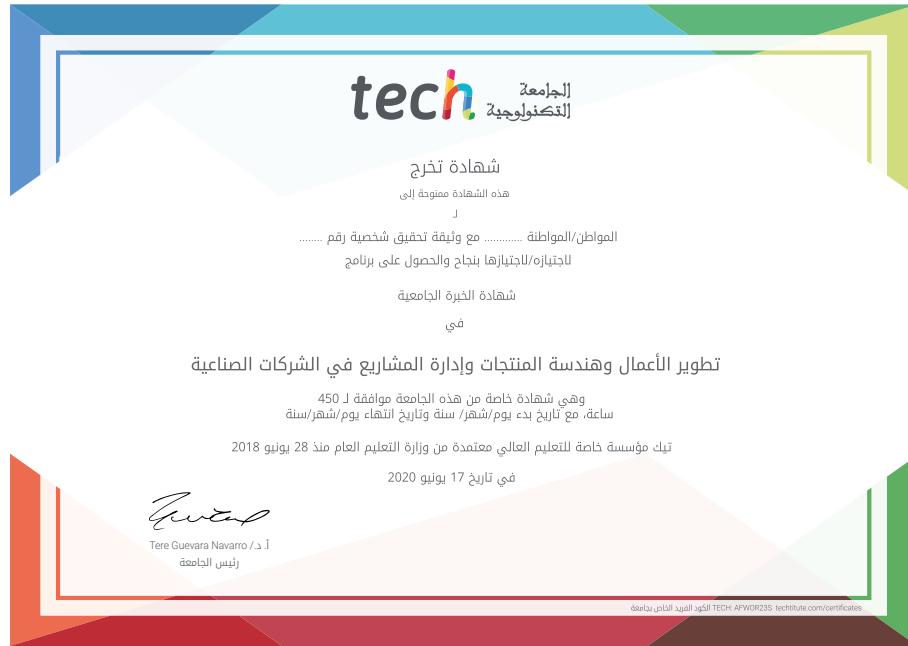 tech الجامعة
التكنولوجية
شهادة تخرج
هذه الشهادة ممنوحة إلى
لـ
المواطن/المواطنة ............ مع وثيقة تحقيق شخصية رقم ........
لاجتيازه/لاجتيازها بنجاح والحصول على برنامج
شهادة الخبرة الجامعية
في
تطوير الأعمال وهندسة المنتجات وإدارة المشاريع في الشركات الصناعية
وهي شهادة خاصة من هذه الجامعة موافقة لـ 450
ساعة، مع تاريخ بدء يوم/شهر/ سنة وتاريخ انتهاء يوم/شهر/سنة
تيك مؤسسة خاصة للتعليم العالي معتمدة من وزارة التعليم العام منذ 28 يونيو 2018
في تاريخ 17 يونيو 2020
أ. د./ Tere Guevara Navarro
رئيس الجامعة
الكود الفريد الخاص بجامعة TECH: AFWOR23S techtitute.com/certificates